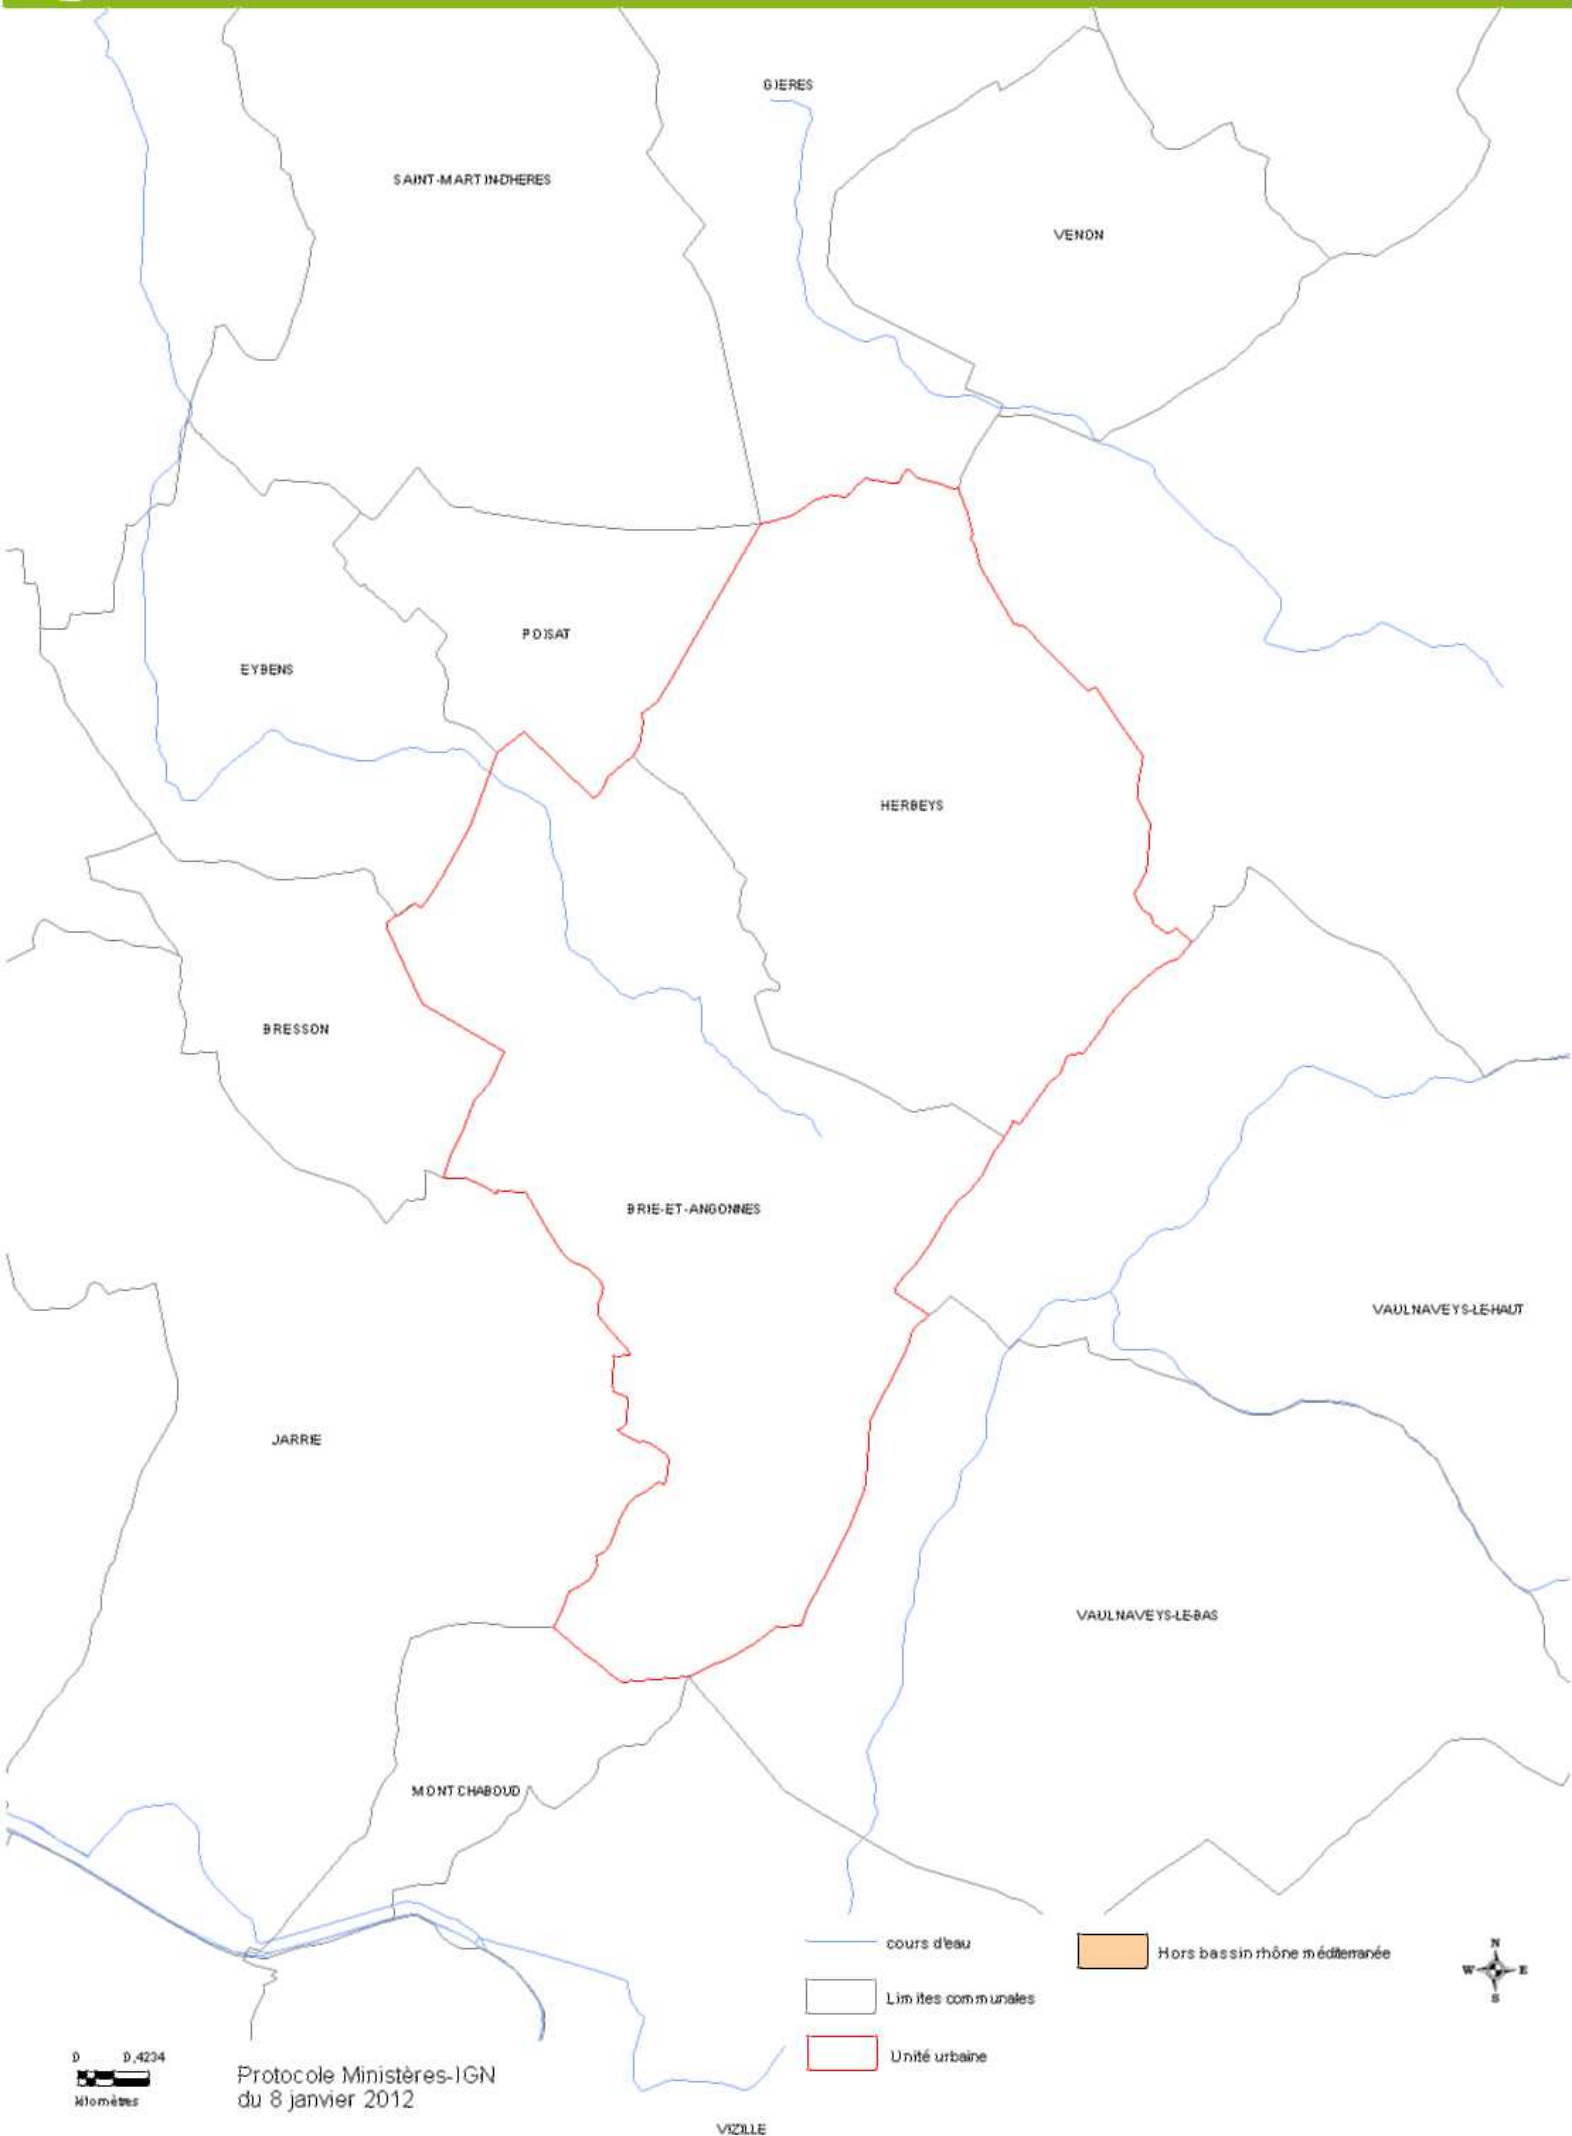 GIERES
SAINT-MARTIN-D'HERES
VENON
POISAT
EYBENS
HERBEYS
BRESSON
BRIE-ET-ANGONNES
VAULNAVEYS-LE-HAUT
JARRIE
VAULNAVEYS-LE-BAS
MONTCHABOUD
cours d'eau
Hors bassin rhône méditerranée
N
W E
S
Limites communales
Unité urbaine
0 0,4234
kilomètres
Protocole Ministères-IGN
du 8 janvier 2012
VIZILLE